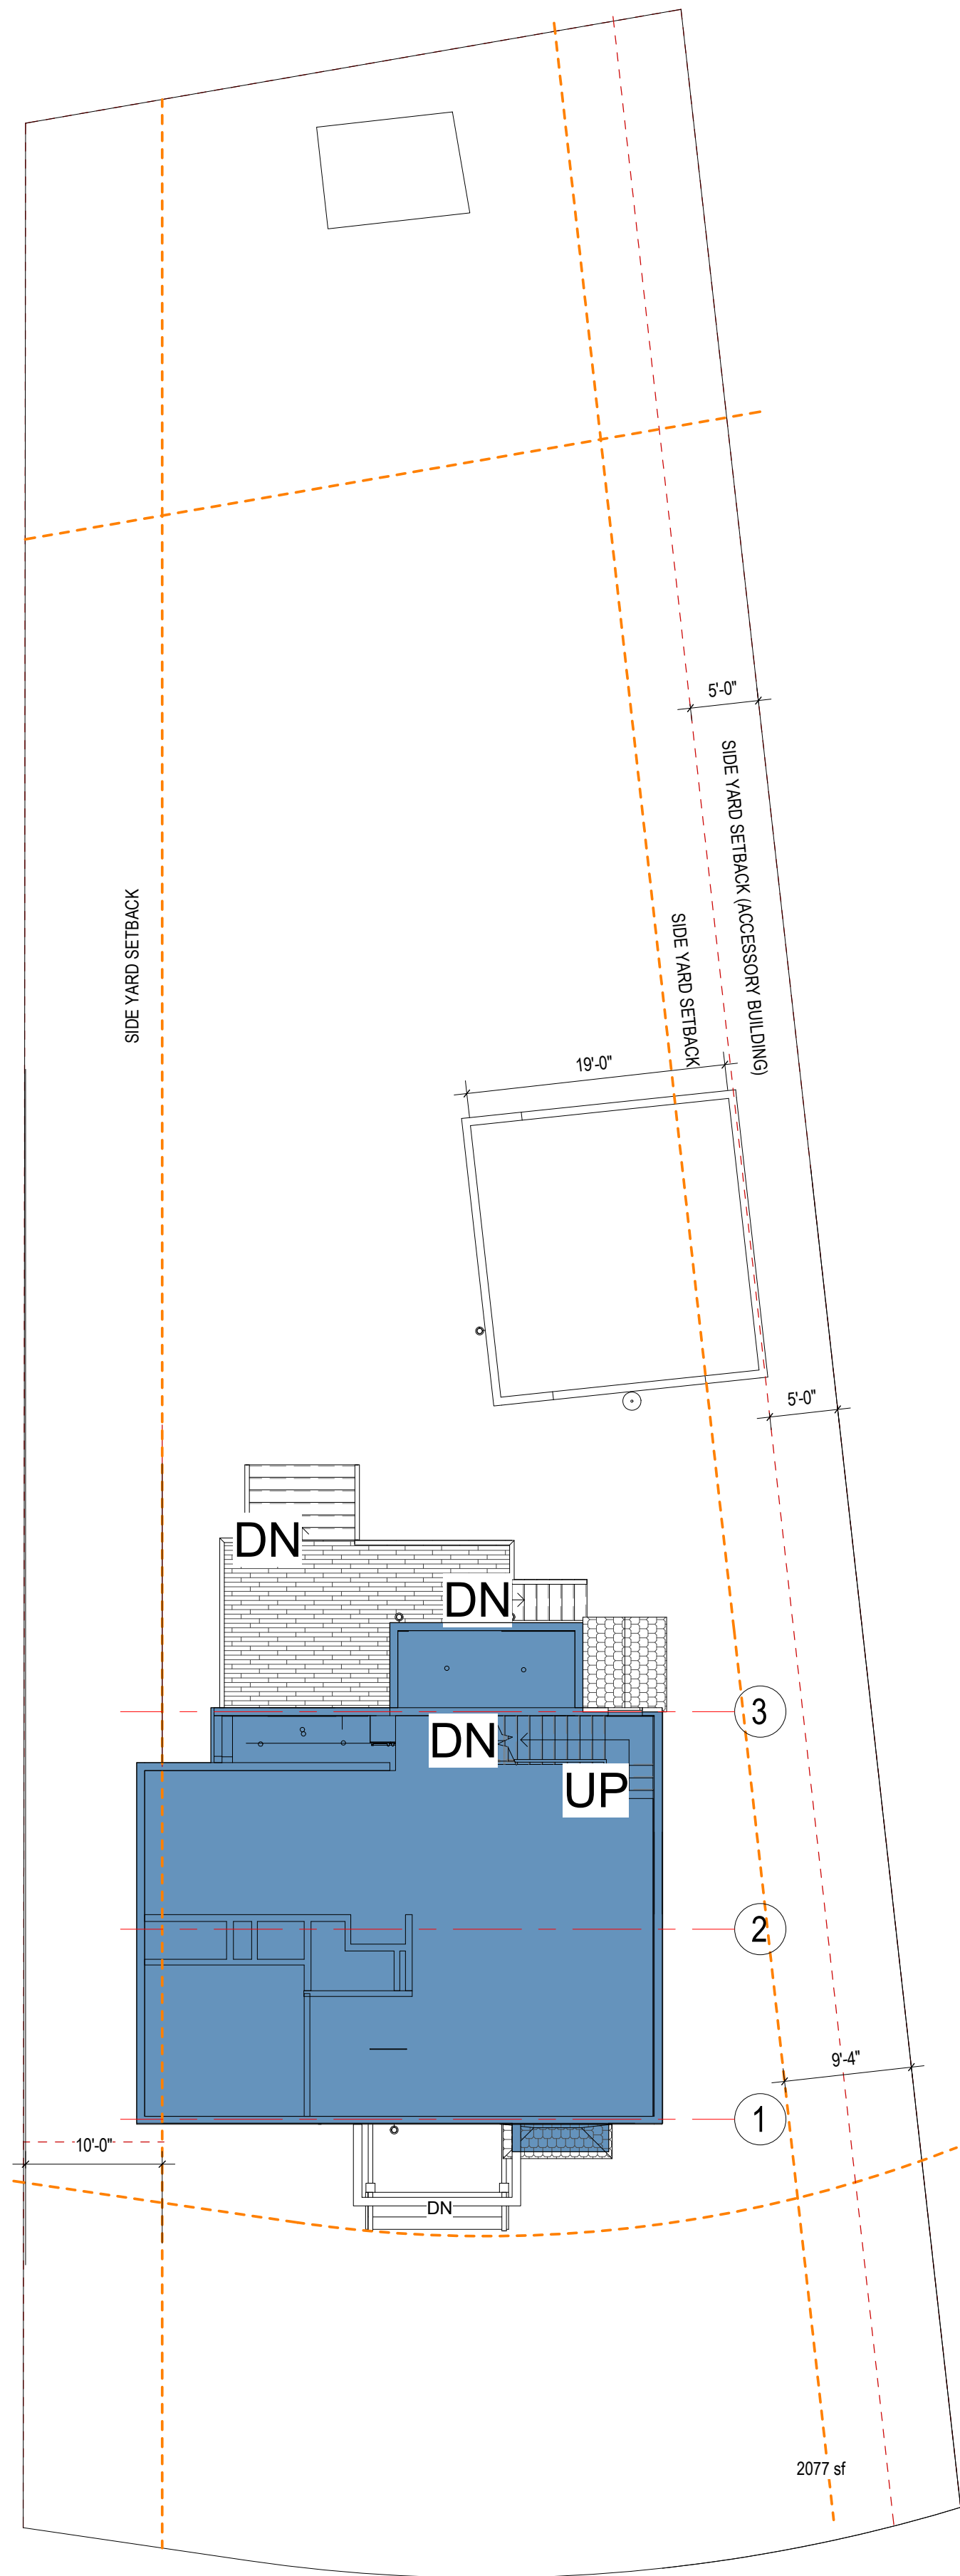 5'-0"
SIDE YARD SETBACK (ACCESSORY BUILDING)
SIDE YARD SETBACK
SIDE YARD SETBACK
19'-0"
5'-0"
DN
DN
3
DN
UP
2
9'-4"
1
10'-0"
DN
2077 sf